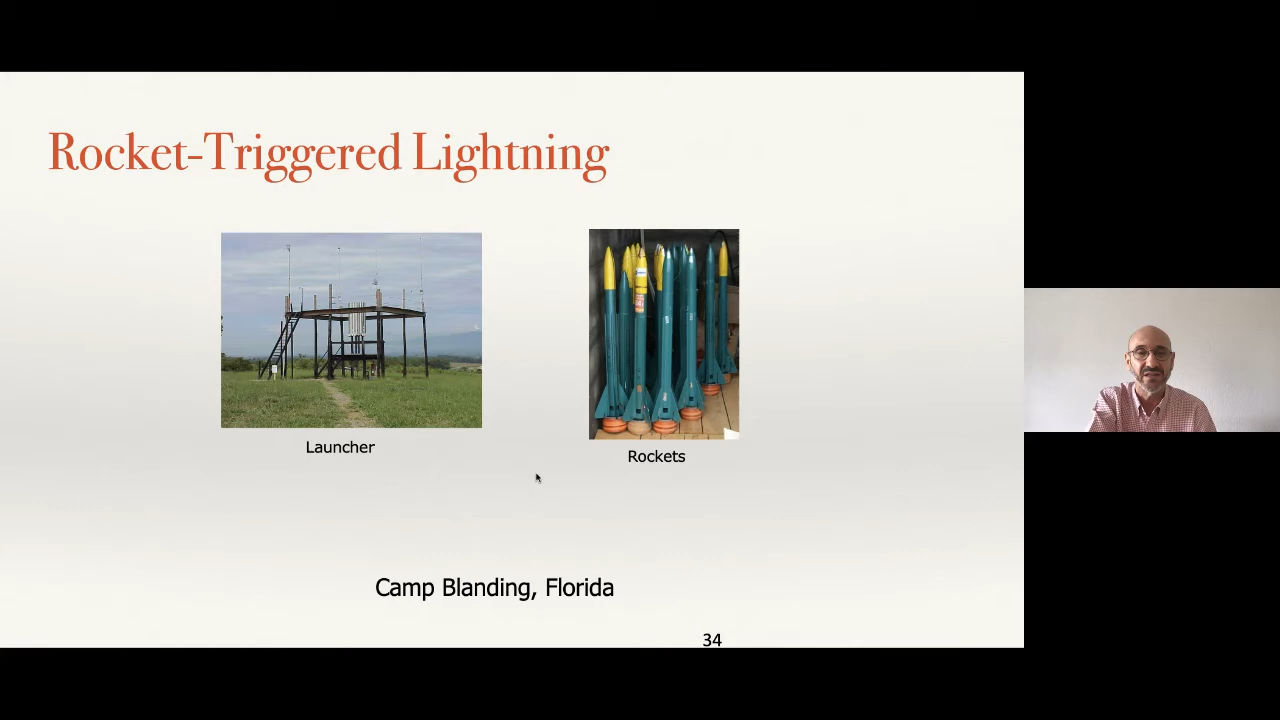 Rocket-Triggered Lightning
Launcher
Rockets
Camp Blanding, Florida
34